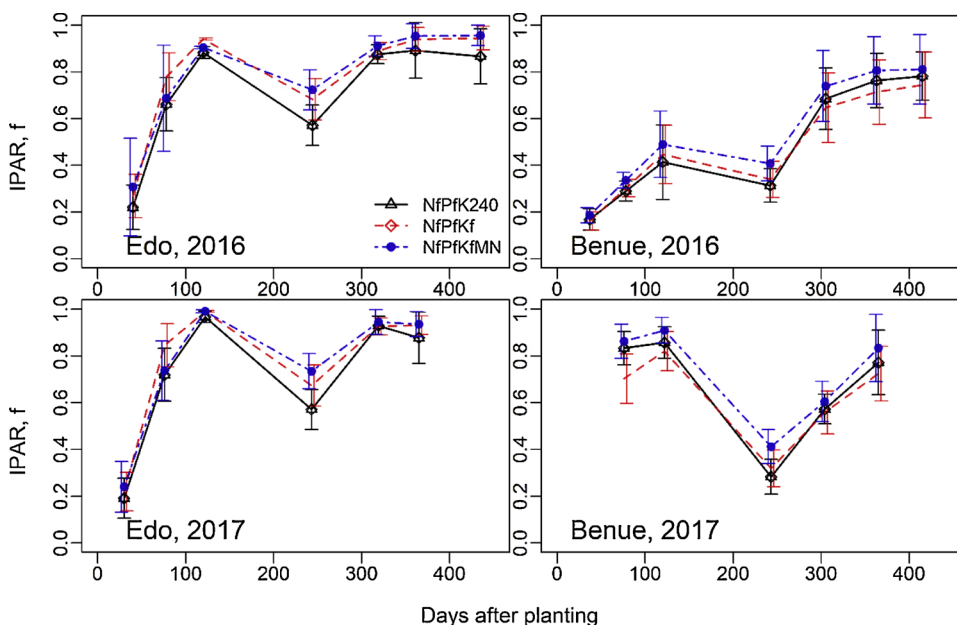 IPAR, f
0.0 0.2 0.4 0.6 0.8 1.0
NfPfK240
NfPfKf
NfPfKfMN
Edo, 2016
0 100 200 300 400
0.0 0.2 0.4 0.6 0.8 1.0
Benue, 2016
0 100 200 300 400
IPAR, f
0.0 0.2 0.4 0.6 0.8 1.0
Edo, 2017
0 100 200 300 400
0.0 0.2 0.4 0.6 0.8 1.0
Benue, 2017
0 100 200 300 400
Days after planting